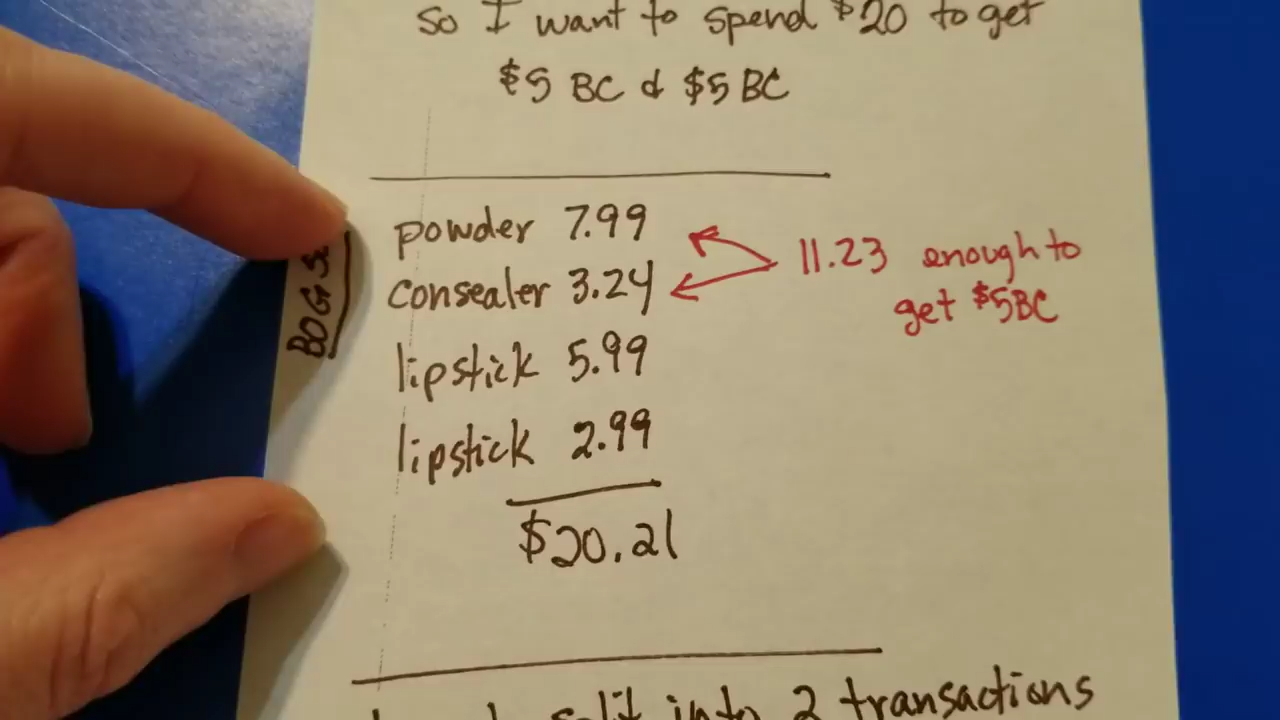 so I want to spend $20 to get
$5 BC & $5 BC
BOG
powder 7.99
consealer 3.24
11.23 enough to
get $5BC
lipstick 5.99
lipstick 2.99
$20.21
split into 2 transactions